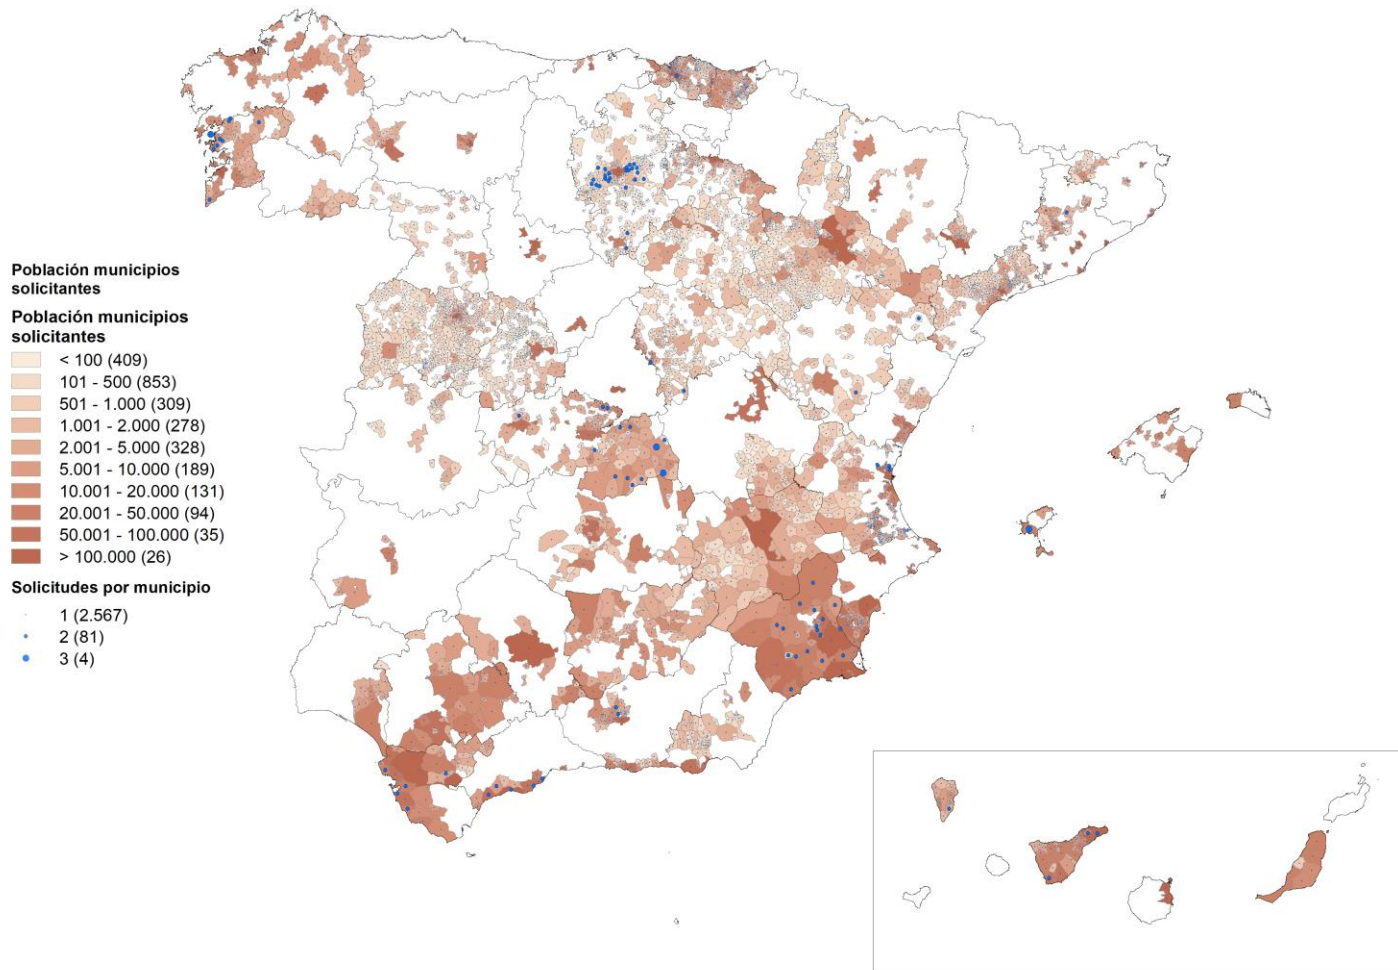 Población municipios
solicitantes
Población municipios
solicitantes
< 100 (409)
101 - 500 (853)
501 - 1.000 (309)
1.001 - 2.000 (278)
2.001 - 5.000 (328)
5.001 - 10.000 (189)
10.001 - 20.000 (131)
20.001 - 50.000 (94)
50.001 - 100.000 (35)
> 100.000 (26)
Solicitudes por municipio
1 (2.567)
2 (81)
3 (4)